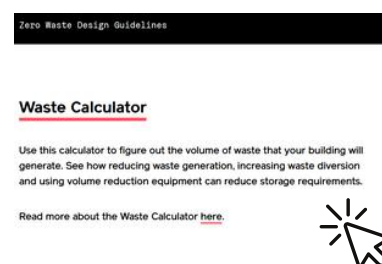 Zero Waste Design Guidelines
Waste Calculator
Use this calculator to figure out the volume of waste that your building will
generate. See how reducing waste generation, increasing waste diversion
and using volume reduction equipment can reduce storage requirements.
Read more about the Waste Calculator here.